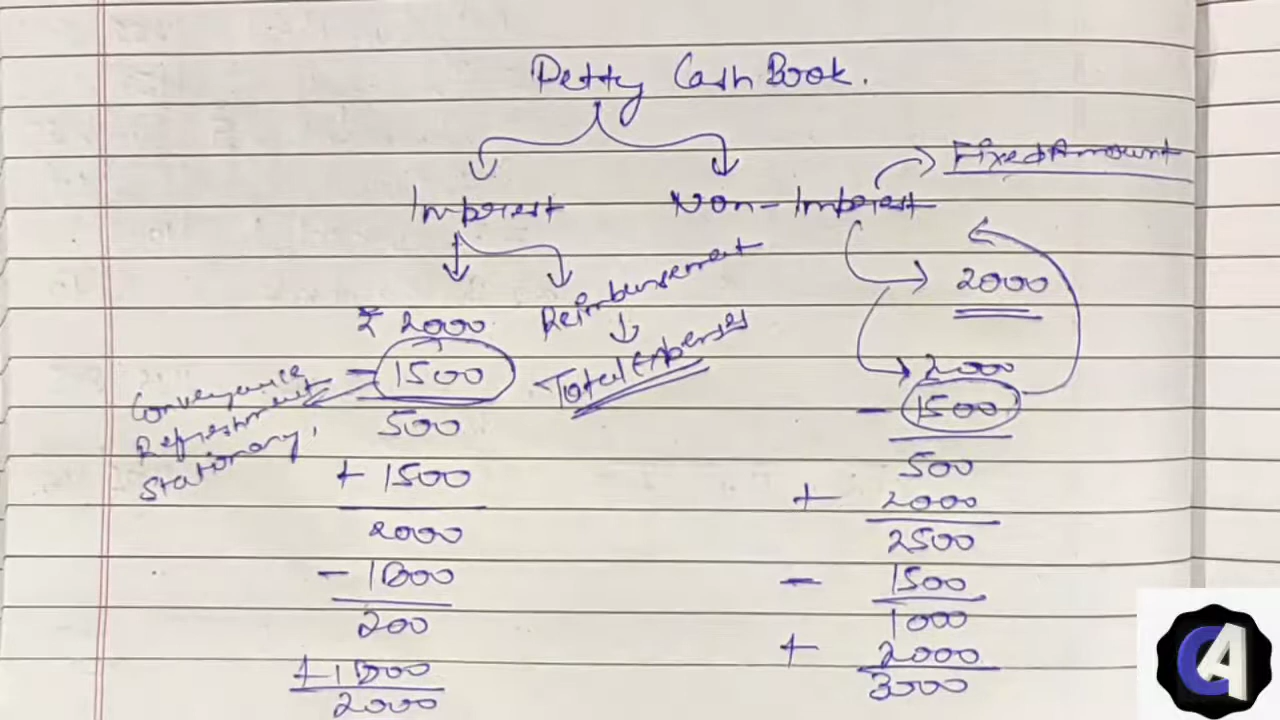 Petty Cash Book.
Fixed Amount
Imprest Non-Imprest
Reimbursement
↓
Total Expenses
₹ 2000
- 1500
Conveyance
Refreshment
Stationary,
500
+ 1500
2000
- 1800
200
+ 1800
2000
2000
2000
- 1500
500
+ 2000
2500
- 1500
1000
+ 2000
3000
CA